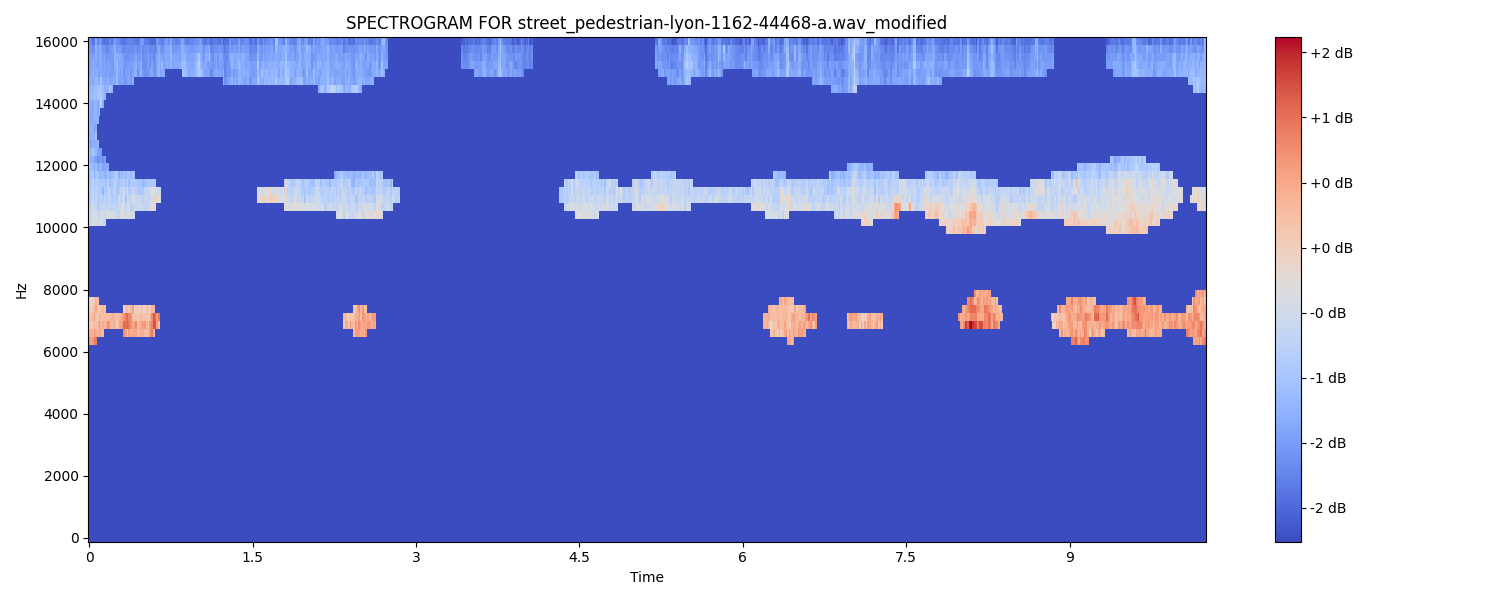 SPECTROGRAM FOR street_pedestrian-lyon-1162-44468-a.wav_modified
16000
14000
12000
10000
8000
6000
4000
2000
0
Hz
0 1.5 3 4.5 6 7.5 9
Time
+2 dB
+1 dB
+0 dB
+0 dB
-0 dB
-1 dB
-2 dB
-2 dB